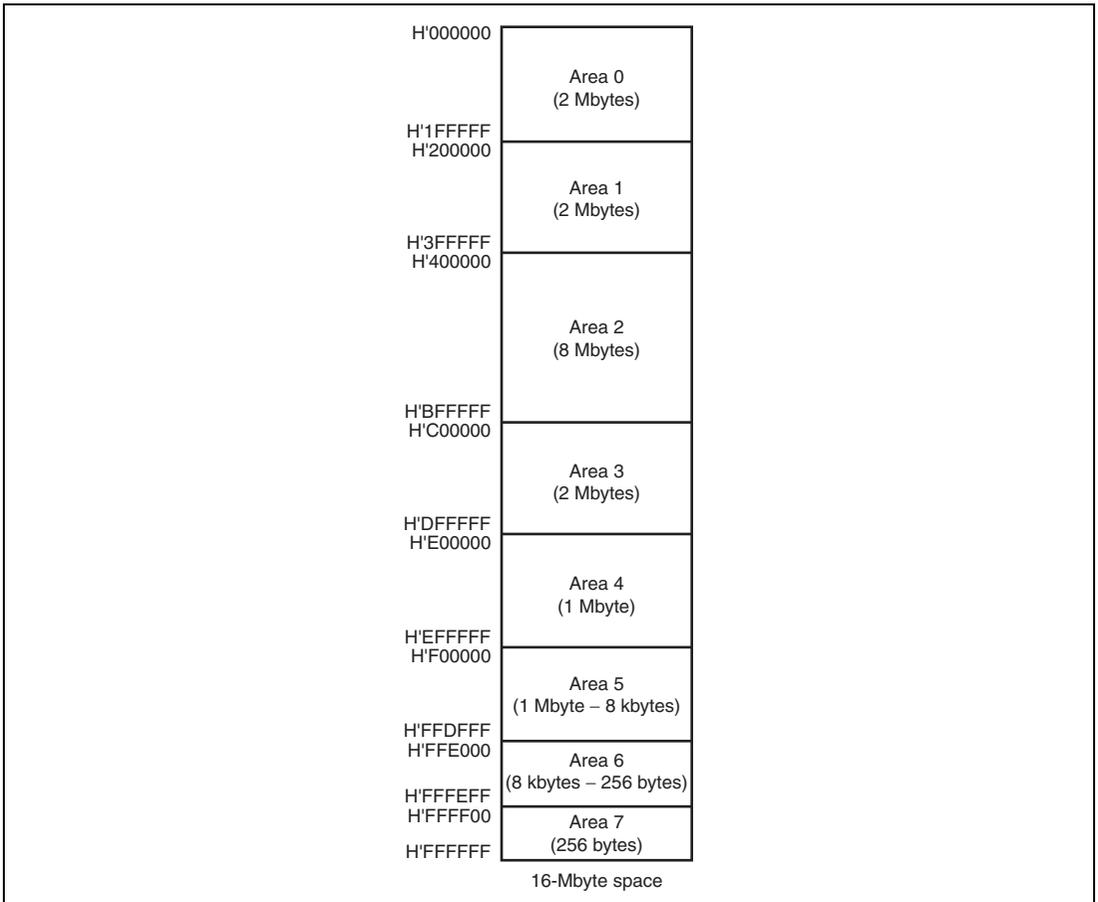 H'000000
Area 0
(2 Mbytes)
H'1FFFFF
H'200000
Area 1
(2 Mbytes)
H'3FFFFF
H'400000
Area 2
(8 Mbytes)
H'BFFFFF
H'C00000
Area 3
(2 Mbytes)
H'DFFFFF
H'E00000
Area 4
(1 Mbyte)
H'EFFFFF
H'F00000
Area 5
(1 Mbyte – 8 kbytes)
H'FFDFFF
H'FFE000
Area 6
(8 kbytes – 256 bytes)
H'FFFEFF
H'FFFF00
Area 7
(256 bytes)
H'FFFFFF
16-Mbyte space